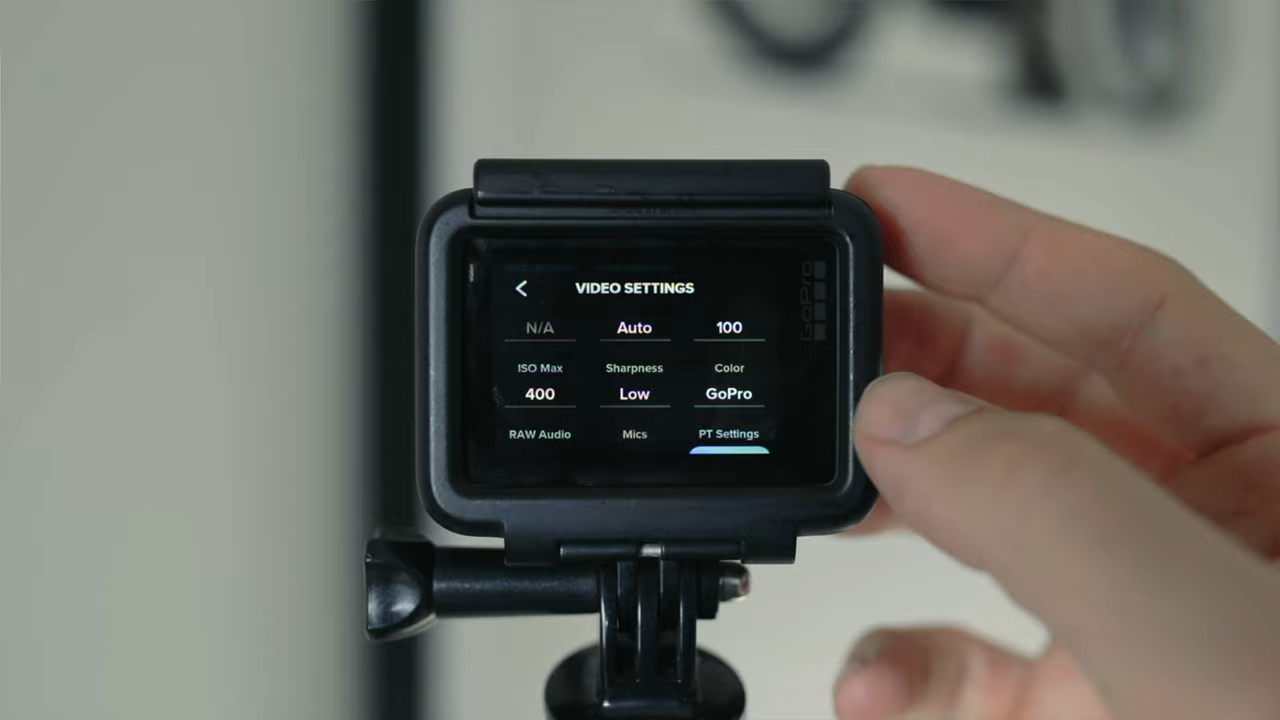 VIDEO SETTINGS
N/A Auto 100
ISO Max Sharpness Color
400 Low GoPro
RAW Audio Mics PT Settings
GoPro